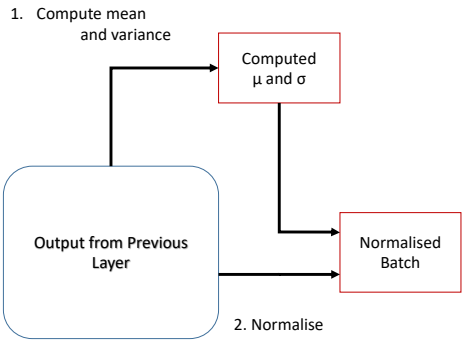 1. Compute mean
and variance
Computed
μ and σ
Output from Previous
Layer
Normalised
Batch
2. Normalise